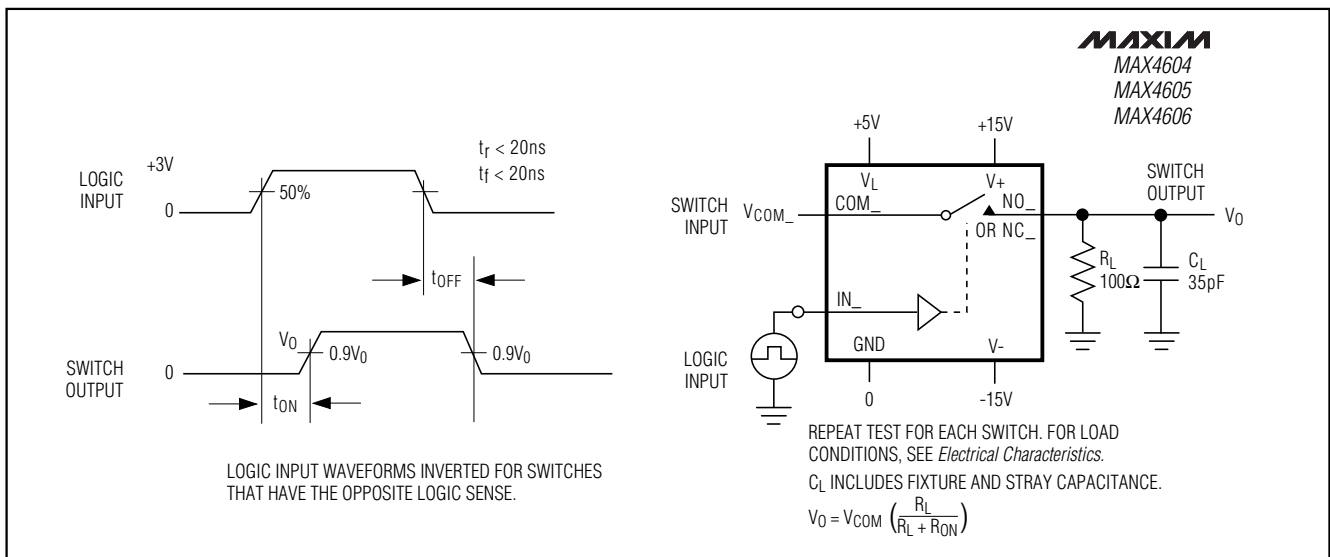 LOGIC
INPUT
+3V
0
50%
tr < 20ns
tf < 20ns
tOFF
SWITCH
OUTPUT
VO
0
0.9V0
0.9V0
tON
LOGIC INPUT WAVEFORMS INVERTED FOR SWITCHES
THAT HAVE THE OPPOSITE LOGIC SENSE.
MAXIM
MAX4604
MAX4605
MAX4606
+5V
+15V
VL
V+
SWITCH
INPUT
VCOM_
COM_
NO_
OR NC_
SWITCH
OUTPUT
VO
RL
100Ω
CL
35pF
IN_
LOGIC
INPUT
GND
V-
0
-15V
REPEAT TEST FOR EACH SWITCH. FOR LOAD
CONDITIONS, SEE Electrical Characteristics.
CL INCLUDES FIXTURE AND STRAY CAPACITANCE.
VO = VCOM (RL / RL + RON)